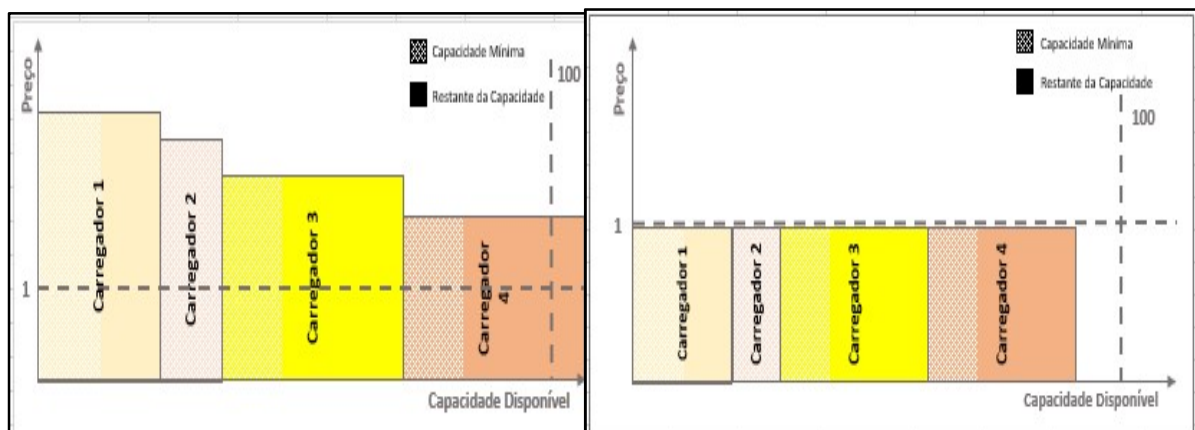 Preço
Capacidade Mínima
Restante da Capacidade
100
1
Carregador 1
Carregador 2
Carregador 3
Carregador
4
Capacidade Disponível
Preço
Capacidade Mínima
Restante da Capacidade
100
1
Carregador 1
Carregador 2
Carregador 3
Carregador 4
Capacidade Disponível